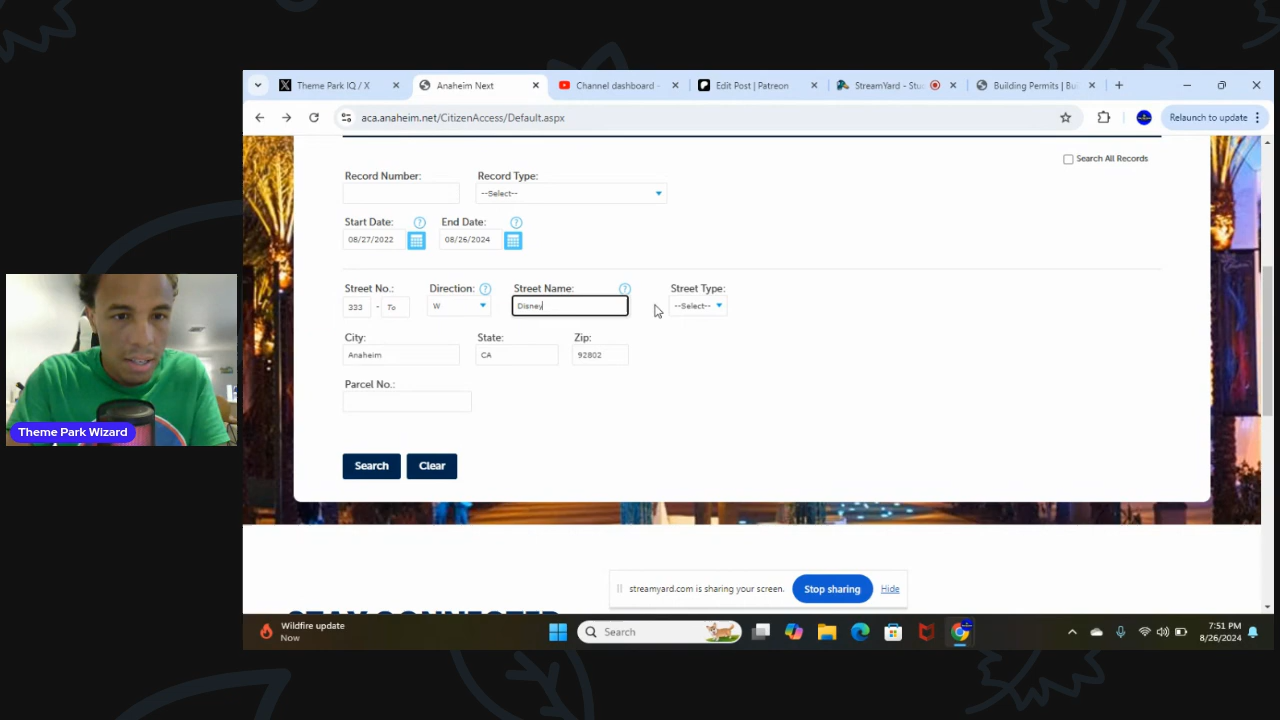 Theme Park IQ / X
Anaheim Next
Channel dashboard -
Edit Post | Patreon
StreamYard - Stu
Building Permits | Bu
aca.anaheim.net/CitizenAccess/Default.aspx
Relaunch to update
Search All Records
Record Number:
Record Type:
--Select--
Start Date:
End Date:
08/27/2022
08/26/2024
Street No.:
Direction:
Street Name:
Street Type:
333 - To
W
Disney
--Select--
City:
State:
Zip:
Anaheim
CA
92802
Parcel No.:
Search
Clear
Theme Park Wizard
streamyard.com is sharing your screen.
Stop sharing
Hide
STAY CONNECTED
Wildfire update
Now
Search
7:51 PM
8/26/2024